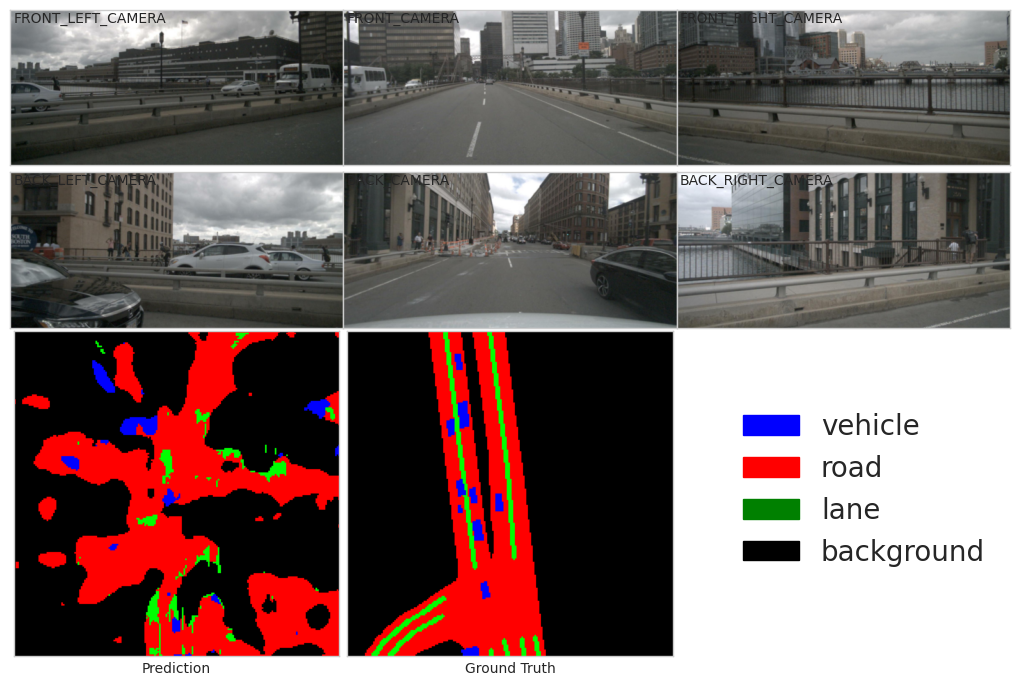 FRONT_LEFT_CAMERA
FRONT_CAMERA
FRONT_RIGHT_CAMERA
BACK_LEFT_CAMERA
BACK_CAMERA
BACK_RIGHT_CAMERA
vehicle
road
lane
background
Prediction
Ground Truth